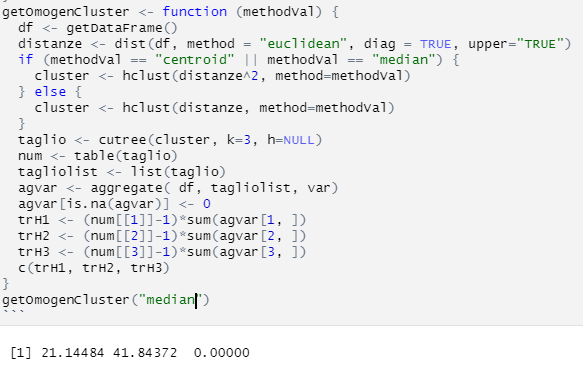 getOmogenCluster <- function (methodVal) {
df <- getDataFrame()
distanze <- dist(df, method = "euclidean", diag = TRUE, upper="TRUE")
if (methodVal == "centroid" || methodVal == "median") {
cluster <- hclust(distanze^2, method=methodVal)
} else {
cluster <- hclust(distanze, method=methodVal)
}
taglio <- cutree(cluster, k=3, h=NULL)
num <- table(taglio)
tagliolist <- list(taglio)
agvar <- aggregate( df, tagliolist, var)
agvar[is.na(agvar)] <- 0
trH1 <- (num[[1]]-1)*sum(agvar[1, ])
trH2 <- (num[[2]]-1)*sum(agvar[2, ])
trH3 <- (num[[3]]-1)*sum(agvar[3, ])
c(trH1, trH2, trH3)
}
getOmogenCluster("median")
```
[1] 21.14484 41.84372 0.00000